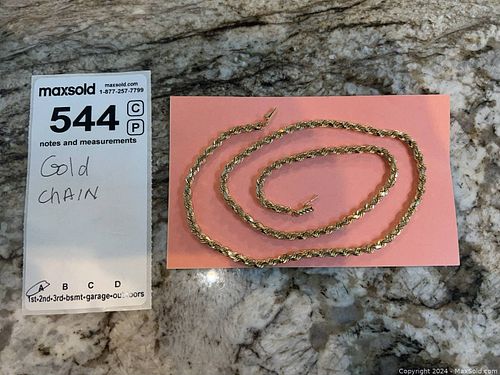 maxsold maxsold.com
1-877-257-7799
544 C
P
notes and measurements
Gold
CHAIN
A B C D
1st-2nd-3rd-bsmt-garage-outdoors
Copyright 2024 - MaxSold.com